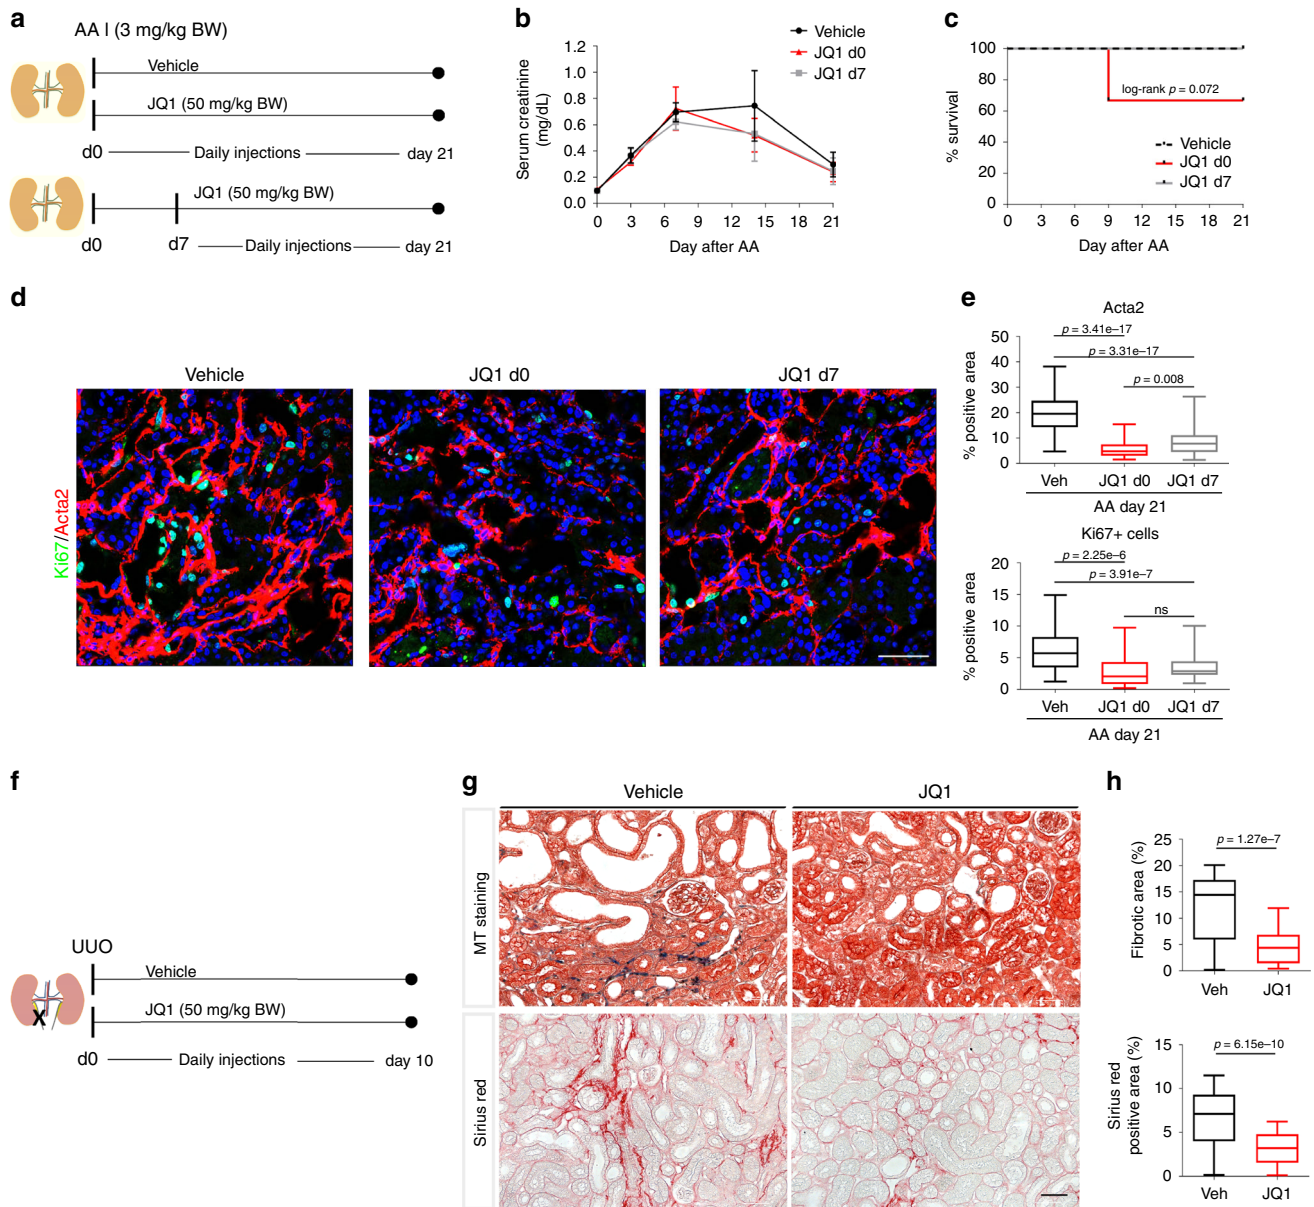 a
AA I (3 mg/kg BW)
Vehicle
JQ1 (50 mg/kg BW)
d0 Daily injections day 21
JQ1 (50 mg/kg BW)
d0 d7 Daily injections day 21
b
Vehicle
JQ1 d0
JQ1 d7
Serum creatinine
(mg/dL)
1.2
1.0
0.8
0.6
0.4
0.2
0.0
0 3 6 9 12 15 18 21
Day after AA
c
% survival
100
80
60
40
20
0
log-rank p = 0.072
Vehicle
JQ1 d0
JQ1 d7
0 3 6 9 12 15 18 21
Day after AA
d
Vehicle JQ1 d0 JQ1 d7
Ki67/Acta2
e
Acta2
% positive area
50
40
30
20
10
0
p = 3.41e–17
p = 3.31e–17
p = 0.008
Veh JQ1 d0 JQ1 d7
AA day 21
Ki67+ cells
% positive area
20
15
10
5
0
p = 2.25e–6
p = 3.91e–7
ns
Veh JQ1 d0 JQ1 d7
AA day 21
f
UUO
X
Vehicle
JQ1 (50 mg/kg BW)
d0 Daily injections day 10
g
Vehicle JQ1
MT staining
Sirius red
h
Fibrotic area (%)
25
20
15
10
5
0
p = 1.27e–7
Veh JQ1
Sirius red
positive area (%)
15
10
5
0
p = 6.15e–10
Veh JQ1